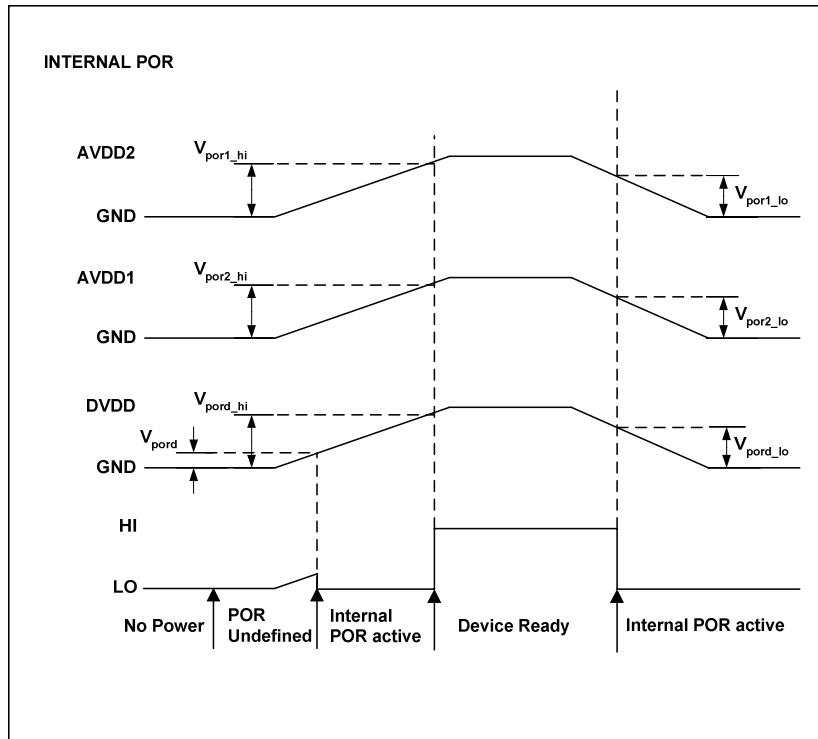 INTERNAL POR
AVDD2
Vpor1_hi
Vpor1_lo
GND
AVDD1
Vpor2_hi
Vpor2_lo
GND
DVDD
Vpord_hi
Vpord
Vpord_lo
GND
HI
LO
No Power
POR
Undefined
Internal
POR active
Device Ready
Internal POR active